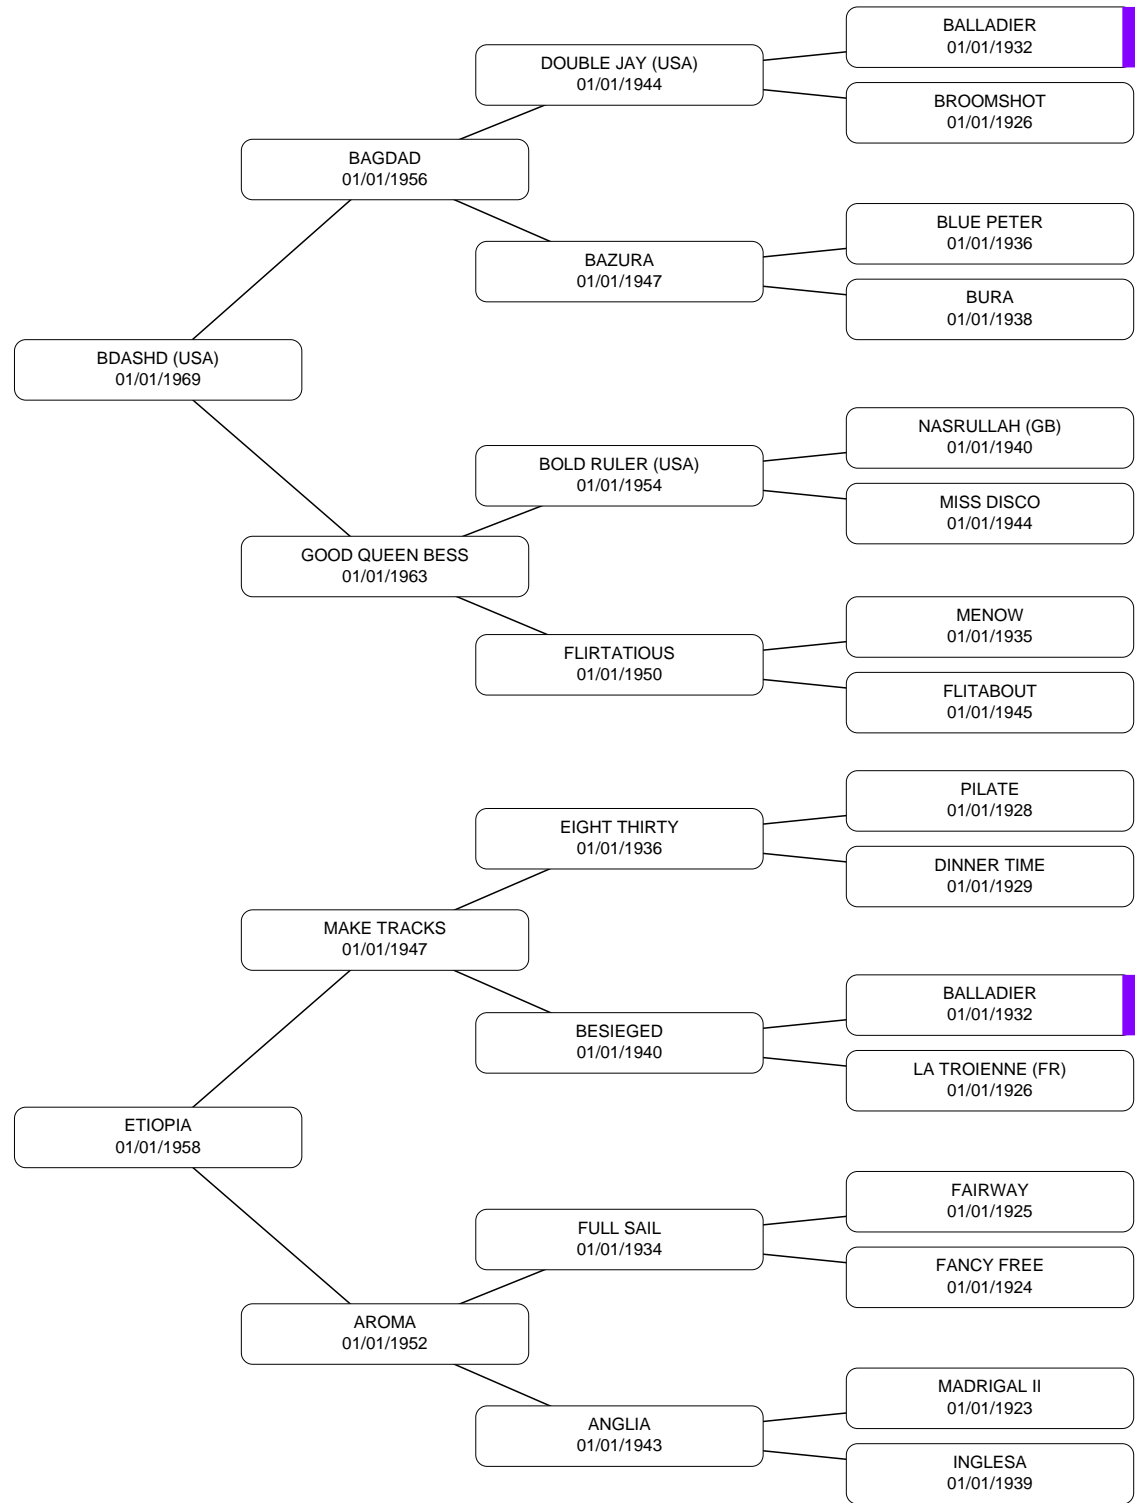 BALLADIER
01/01/1932
DOUBLE JAY (USA)
01/01/1944
BROOMSHOT
01/01/1926
BAGDAD
01/01/1956
BLUE PETER
01/01/1936
BAZURA
01/01/1947
BURA
01/01/1938
BDASHD (USA)
01/01/1969
NASRULLAH (GB)
01/01/1940
BOLD RULER (USA)
01/01/1954
MISS DISCO
01/01/1944
GOOD QUEEN BESS
01/01/1963
MENOW
01/01/1935
FLIRTATIOUS
01/01/1950
FLITABOUT
01/01/1945
PILATE
01/01/1928
EIGHT THIRTY
01/01/1936
DINNER TIME
01/01/1929
MAKE TRACKS
01/01/1947
BALLADIER
01/01/1932
BESIEGED
01/01/1940
LA TROIENNE (FR)
01/01/1926
ETIOPIA
01/01/1958
FAIRWAY
01/01/1925
FULL SAIL
01/01/1934
FANCY FREE
01/01/1924
AROMA
01/01/1952
MADRIGAL II
01/01/1923
ANGLIA
01/01/1943
INGLESA
01/01/1939